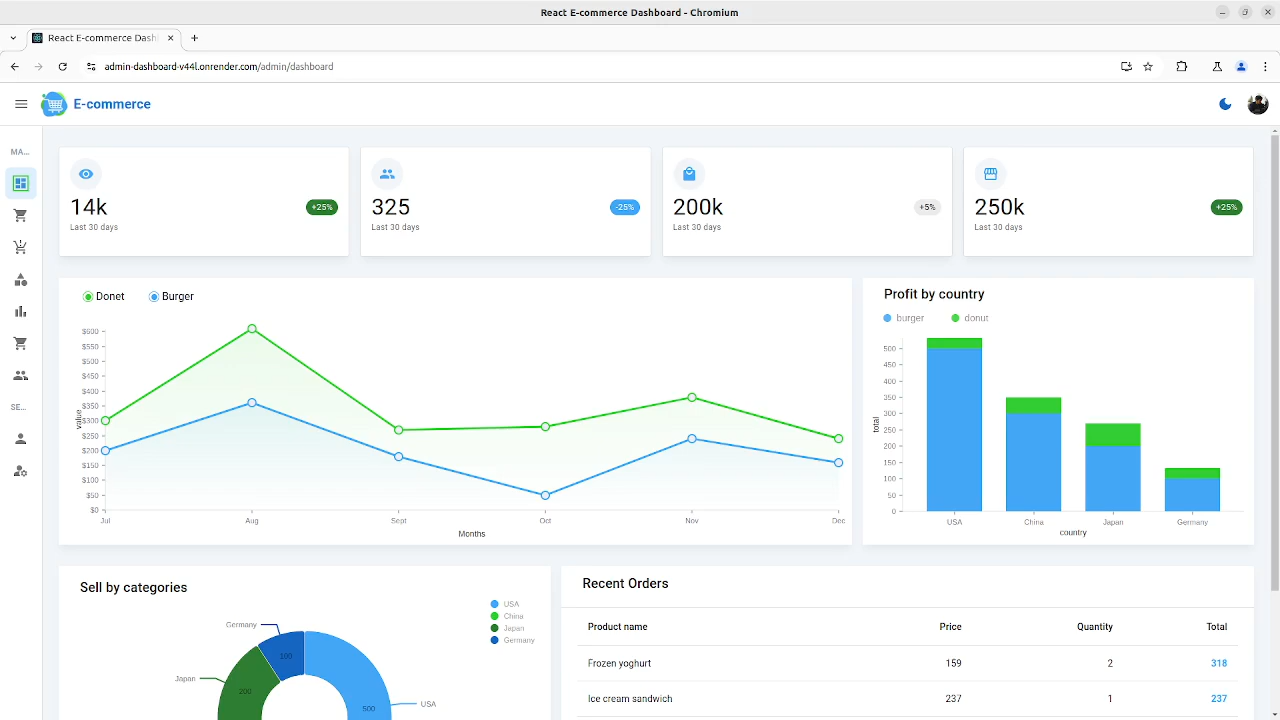 React E-commerce Dashboard - Chromium
React E-commerce Dash
admin-dashboard-v44l.onrender.com/admin/dashboard
E-commerce
MA...
SE...
14k
+25%
Last 30 days
325
-25%
Last 30 days
200k
+5%
Last 30 days
250k
+25%
Last 30 days
Donet Burger
$600
$550
$500
$450
$400
$350
$300
$250
$200
$150
$100
$50
$0
value
Jul Aug Sept Oct Nov Dec
Months
Profit by country
burger donut
500
450
400
350
300
250
200
150
100
50
0
total
USA China Japan Germany
country
Sell by categories
USA
China
Japan
Germany
Germany
100
Japan
200
USA
500
Recent Orders
Product name Price Quantity Total
Frozen yoghurt 159 2 318
Ice cream sandwich 237 1 237